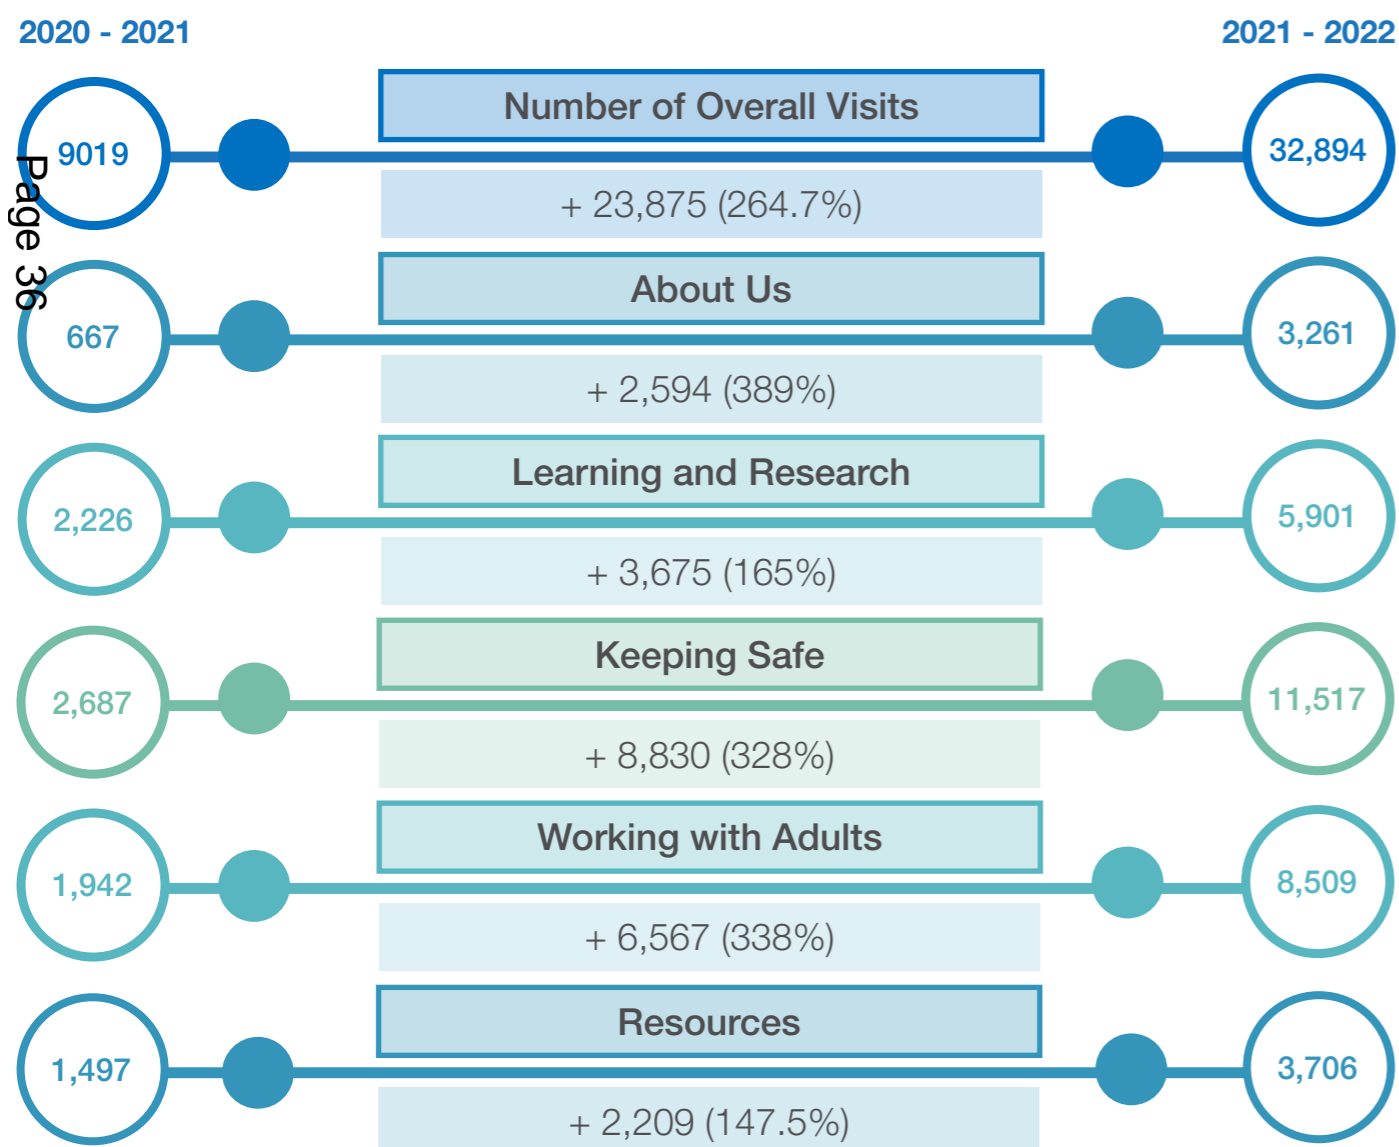 2020 - 2021
2021 - 2022
Number of Overall Visits
9019
32,894
+ 23,875 (264.7%)
Page 36
About Us
667
3,261
+ 2,594 (389%)
Learning and Research
2,226
5,901
+ 3,675 (165%)
Keeping Safe
2,687
11,517
+ 8,830 (328%)
Working with Adults
1,942
8,509
+ 6,567 (338%)
Resources
1,497
3,706
+ 2,209 (147.5%)